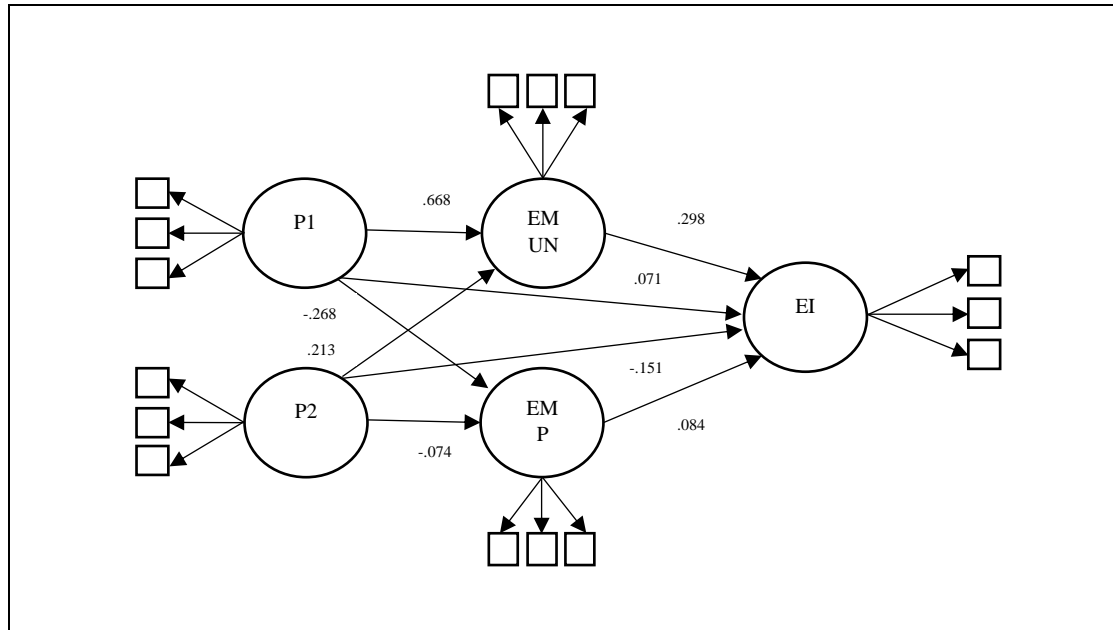 .668
P1
EM
UN
.298
.071
EI
-.268
.213
-.151
P2
EM
P
.084
-.074